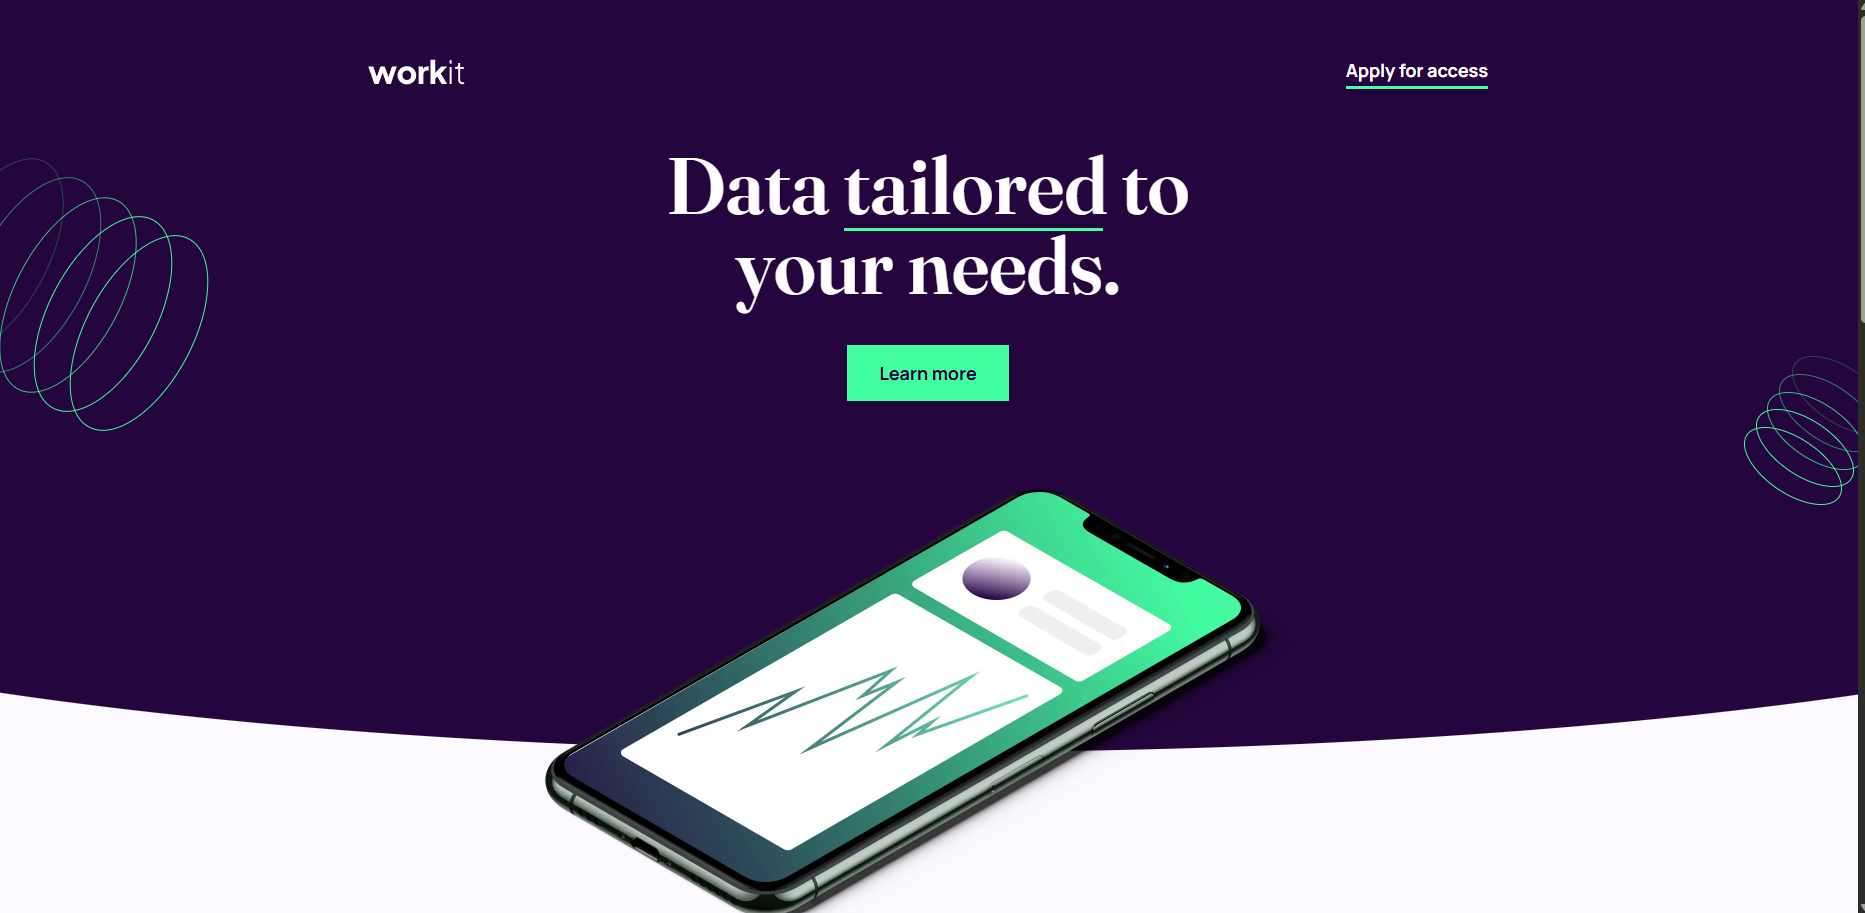 workit
Apply for access
Data tailored to
your needs.
Learn more